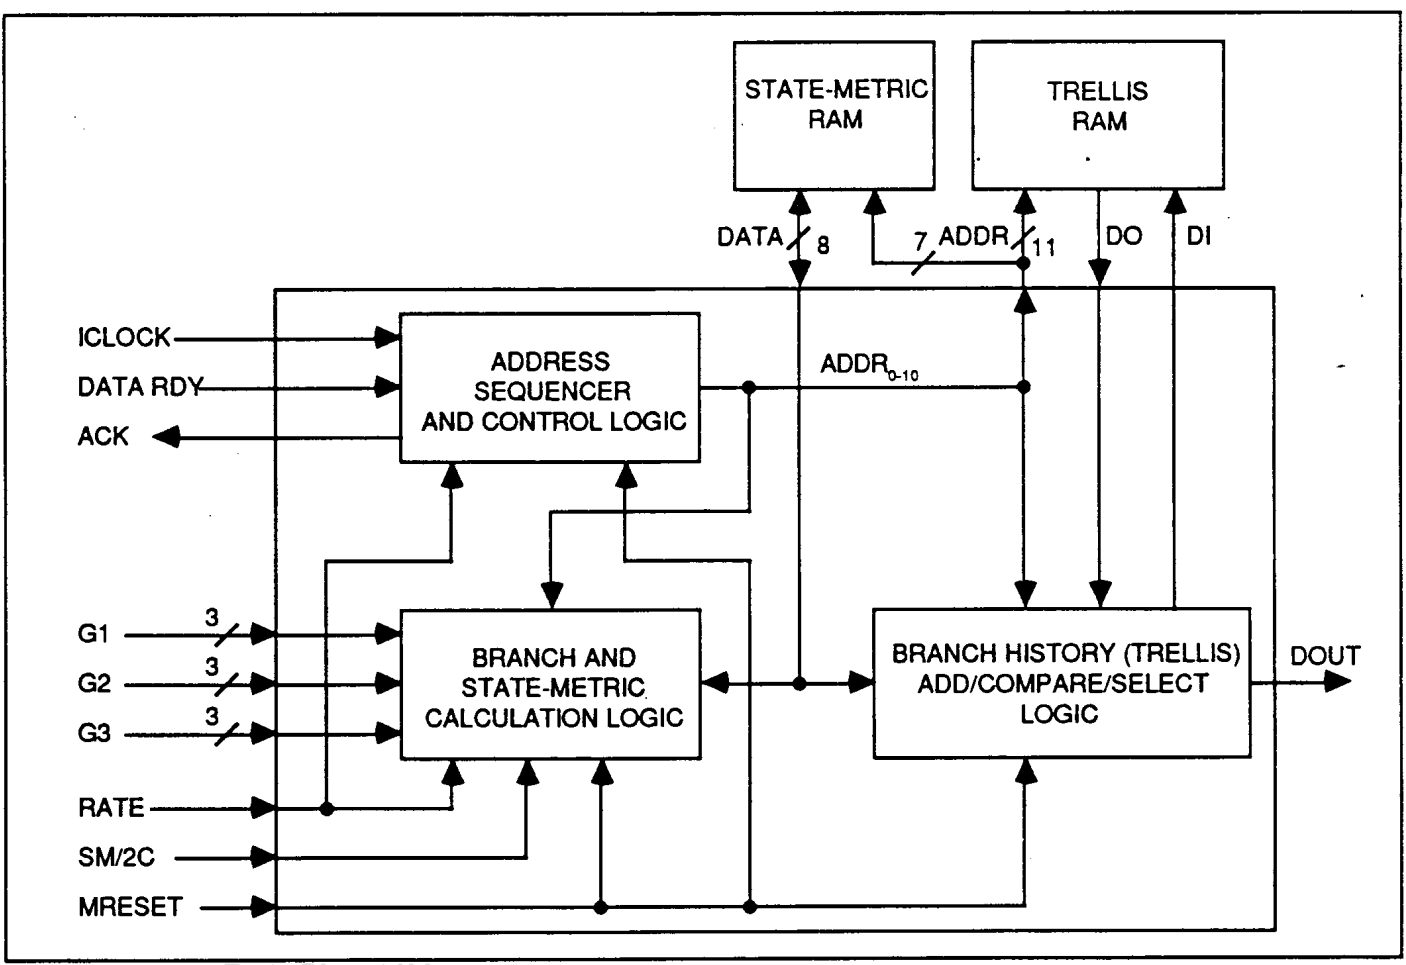 STATE-METRIC
RAM
TRELLIS
RAM
DATA
8
7
ADDR
11
DO
DI
ICLOCK
DATA RDY
ACK
ADDRESS
SEQUENCER
AND CONTROL LOGIC
ADDR0-10
G1
3
G2
3
G3
3
BRANCH AND
STATE-METRIC
CALCULATION LOGIC
BRANCH HISTORY (TRELLIS)
ADD/COMPARE/SELECT
LOGIC
DOUT
RATE
SM/2C
MRESET